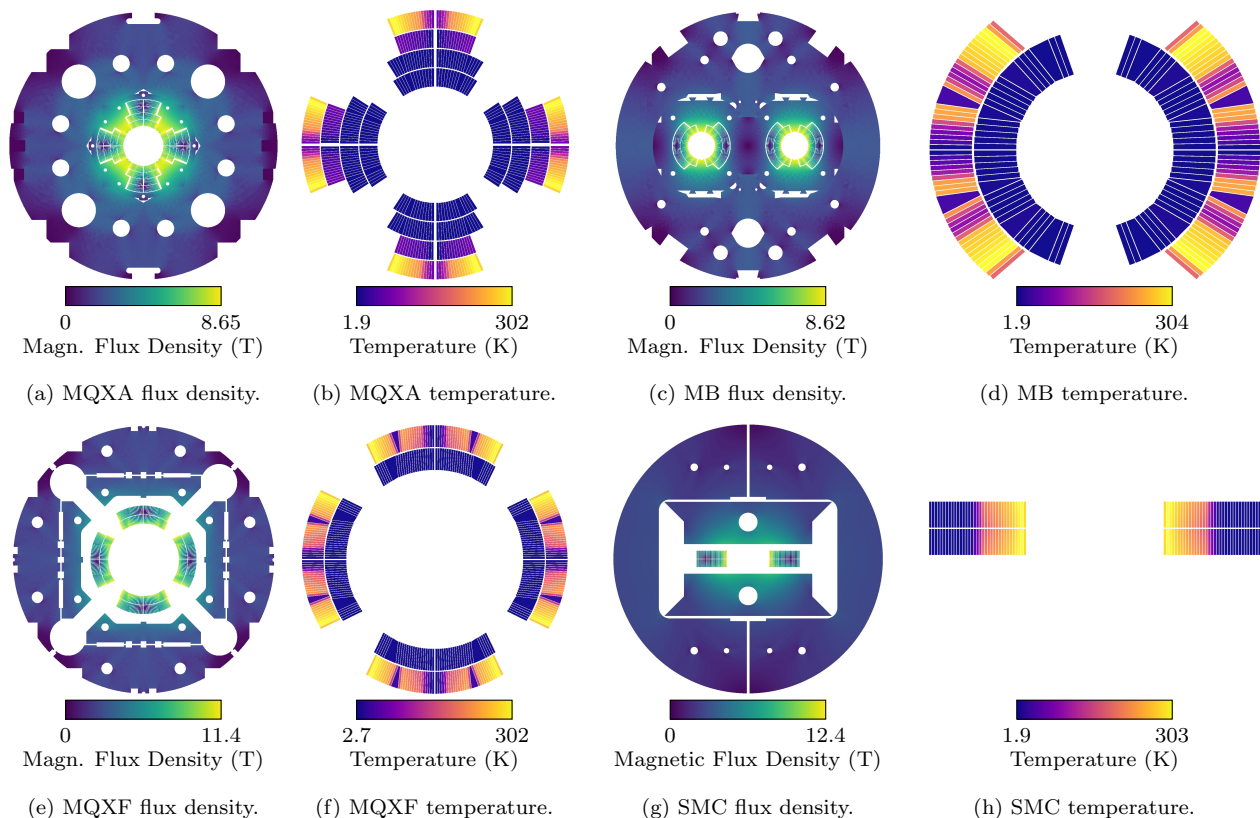 0 8.65
Magn. Flux Density (T)
(a) MQXA flux density.
1.9 302
Temperature (K)
(b) MQXA temperature.
0 8.62
Magn. Flux Density (T)
(c) MB flux density.
1.9 304
Temperature (K)
(d) MB temperature.
0 11.4
Magn. Flux Density (T)
(e) MQXF flux density.
2.7 302
Temperature (K)
(f) MQXF temperature.
0 12.4
Magnetic Flux Density (T)
(g) SMC flux density.
1.9 303
Temperature (K)
(h) SMC temperature.